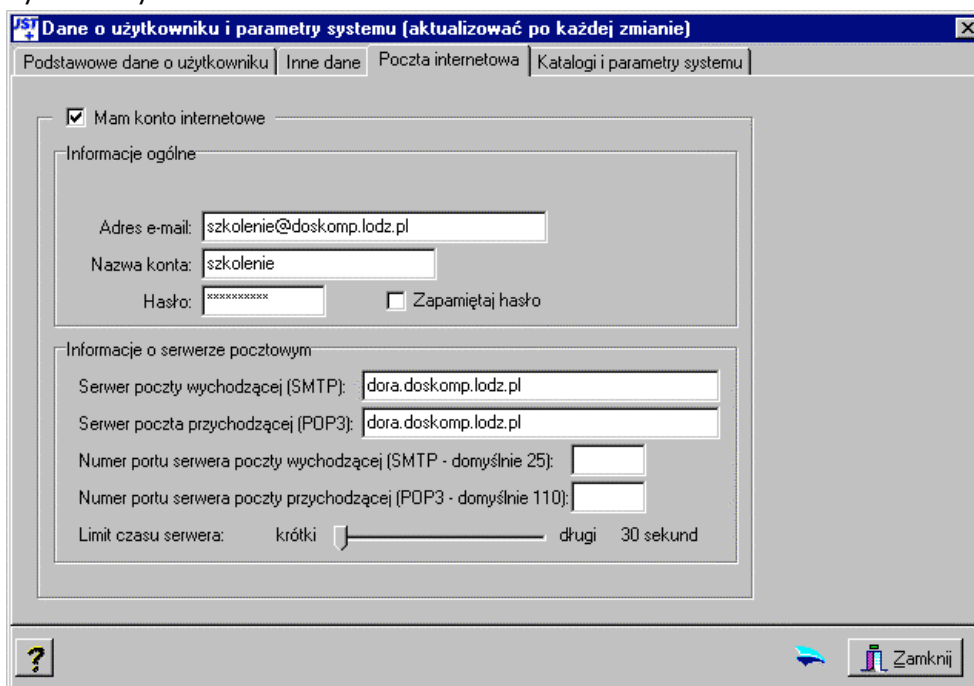 JST+ Dane o użytkowniku i parametry systemu (aktualizować po każdej zmianie)
Podstawowe dane o użytkowniku Inne dane Poczta internetowa Katalogi i parametry systemu
Mam konto internetowe
Informacje ogólne
Adres e-mail: szkolenie@doskomp.lodz.pl
Nazwa konta: szkolenie
Hasło: ********** Zapamiętaj hasło
Informacje o serwerze pocztowym
Serwer poczty wychodzącej (SMTP): dora.doskomp.lodz.pl
Serwer poczta przychodzącej (POP3): dora.doskomp.lodz.pl
Numer portu serwera poczty wychodzącej (SMTP - domyślnie 25):
Numer portu serwera poczty przychodzącej (POP3 - domyślnie 110):
Limit czasu serwera: krótki długi 30 sekund
? Zamknij